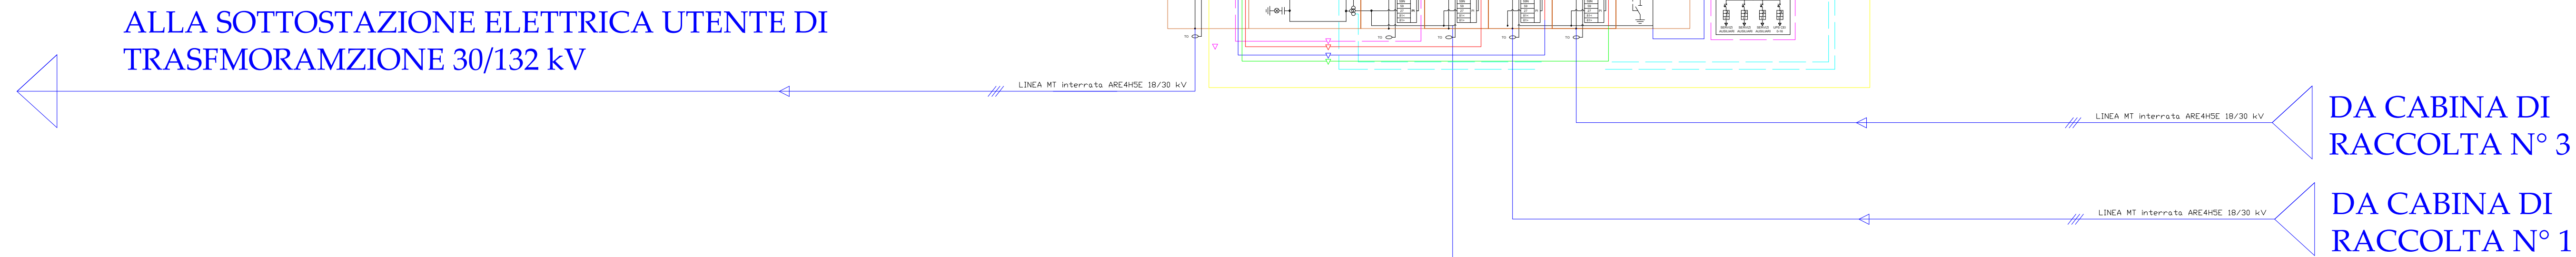 ALLA SOTTOSTAZIONE ELETTRICA UTENTE DI
TRASFMORAMZIONE 30/132 kV
LINEA MT interrata ARE4H5E 18/30 kV
LINEA MT interrata ARE4H5E 18/30 kV
DA CABINA DI
RACCOLTA N° 3
LINEA MT interrata ARE4H5E 18/30 kV
DA CABINA DI
RACCOLTA N° 1